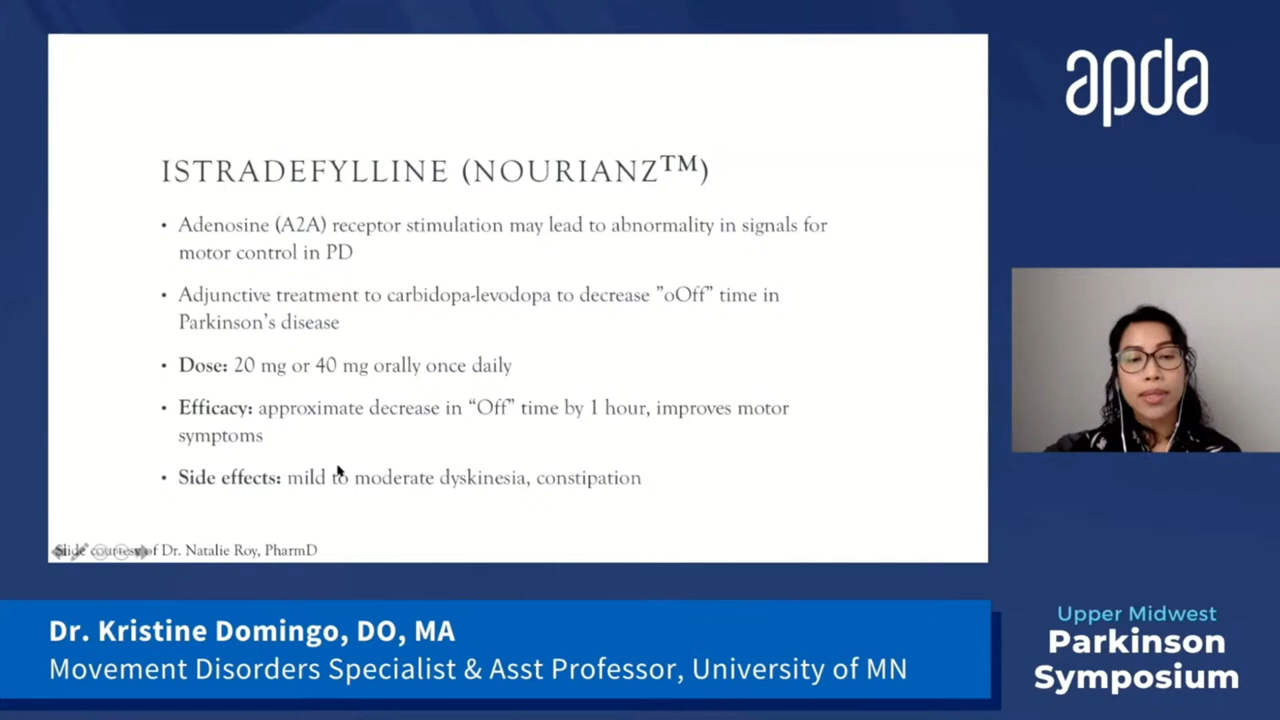 apda
ISTRADEFYLLINE (NOURIANZ™)
• Adenosine (A2A) receptor stimulation may lead to abnormality in signals for
motor control in PD
• Adjunctive treatment to carbidopa-levodopa to decrease ”oOff” time in
Parkinson’s disease
• Dose: 20 mg or 40 mg orally once daily
• Efficacy: approximate decrease in “Off” time by 1 hour, improves motor
symptoms
• Side effects: mild to moderate dyskinesia, constipation
Slide courtesy of Dr. Natalie Roy, PharmD
Dr. Kristine Domingo, DO, MA
Movement Disorders Specialist & Asst Professor, University of MN
Upper Midwest
Parkinson
Symposium